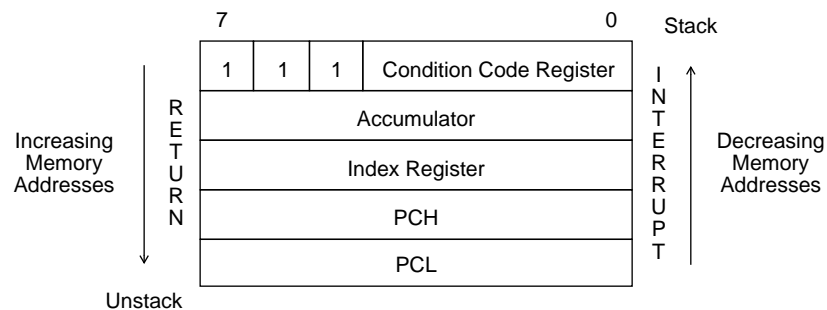 7 0
Stack
1 1 1 Condition Code Register
Accumulator
Index Register
PCH
PCL
Increasing
Memory
Addresses
RETURN
INTERRUPT
Decreasing
Memory
Addresses
Unstack